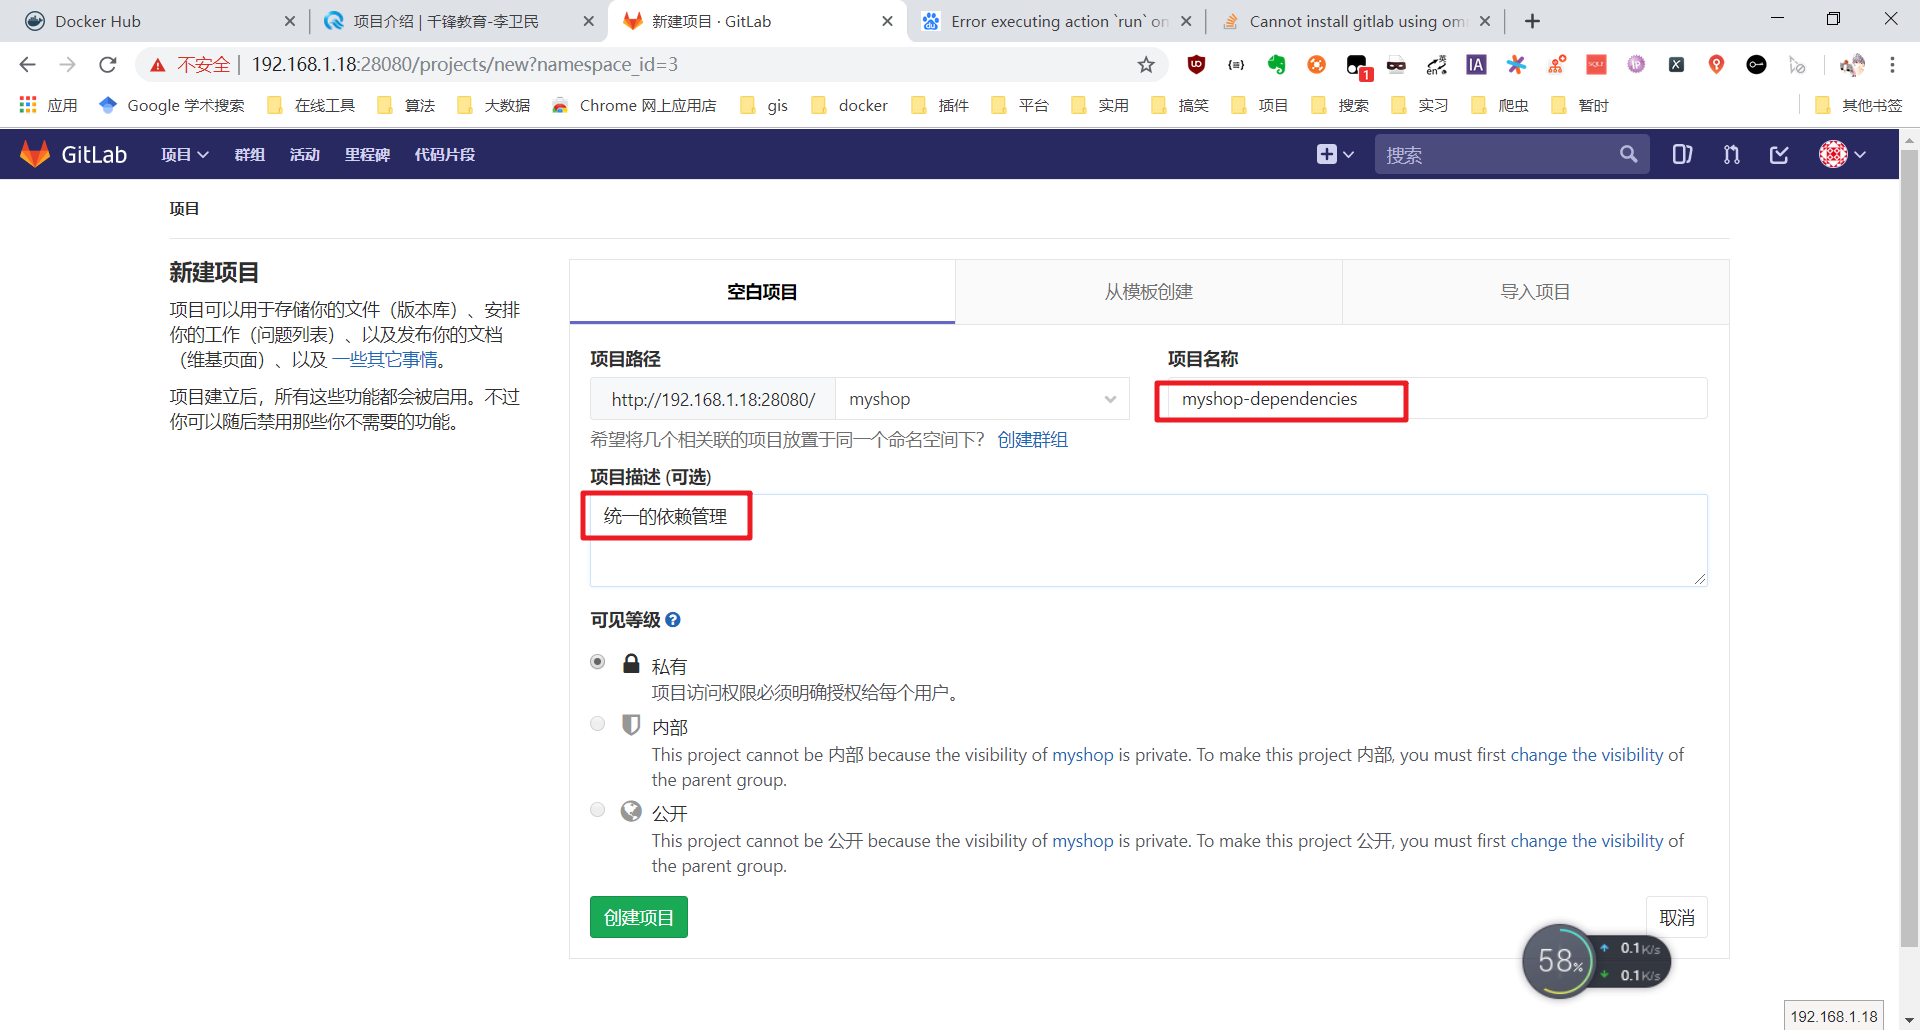 Docker Hub
项目介绍 | 千锋教育-李卫民
新建项目 · GitLab
Error executing action `run` on
Cannot install gitlab using om
不安全 | 192.168.1.18:28080/projects/new?namespace_id=3
应用
Google 学术搜索
在线工具
算法
大数据
Chrome 网上应用店
gis
docker
插件
平台
实用
搞笑
项目
搜索
实习
爬虫
暂时
其他书签
GitLab
项目
群组
活动
里程碑
代码片段
搜索
项目
新建项目
项目可以用于存储你的文件（版本库）、安排
你的工作（问题列表）、以及发布你的文档
（维基页面）、以及 一些其它事情。
项目建立后，所有这些功能都会被启用。不过
你可以随后禁用那些你不需要的功能。
空白项目
从模板创建
导入项目
项目路径
项目名称
http://192.168.1.18:28080/
myshop
myshop-dependencies
希望将几个相关联的项目放置于同一个命名空间下？ 创建群组
项目描述 (可选)
统一的依赖管理
可见等级
私有
项目访问权限必须明确授权给每个用户。
内部
This project cannot be 内部 because the visibility of myshop is private. To make this project 内部, you must first change the visibility of
the parent group.
公开
This project cannot be 公开 because the visibility of myshop is private. To make this project 公开, you must first change the visibility of
the parent group.
创建项目
取消
58%
0.1K/s
0.1K/s
192.168.1.18